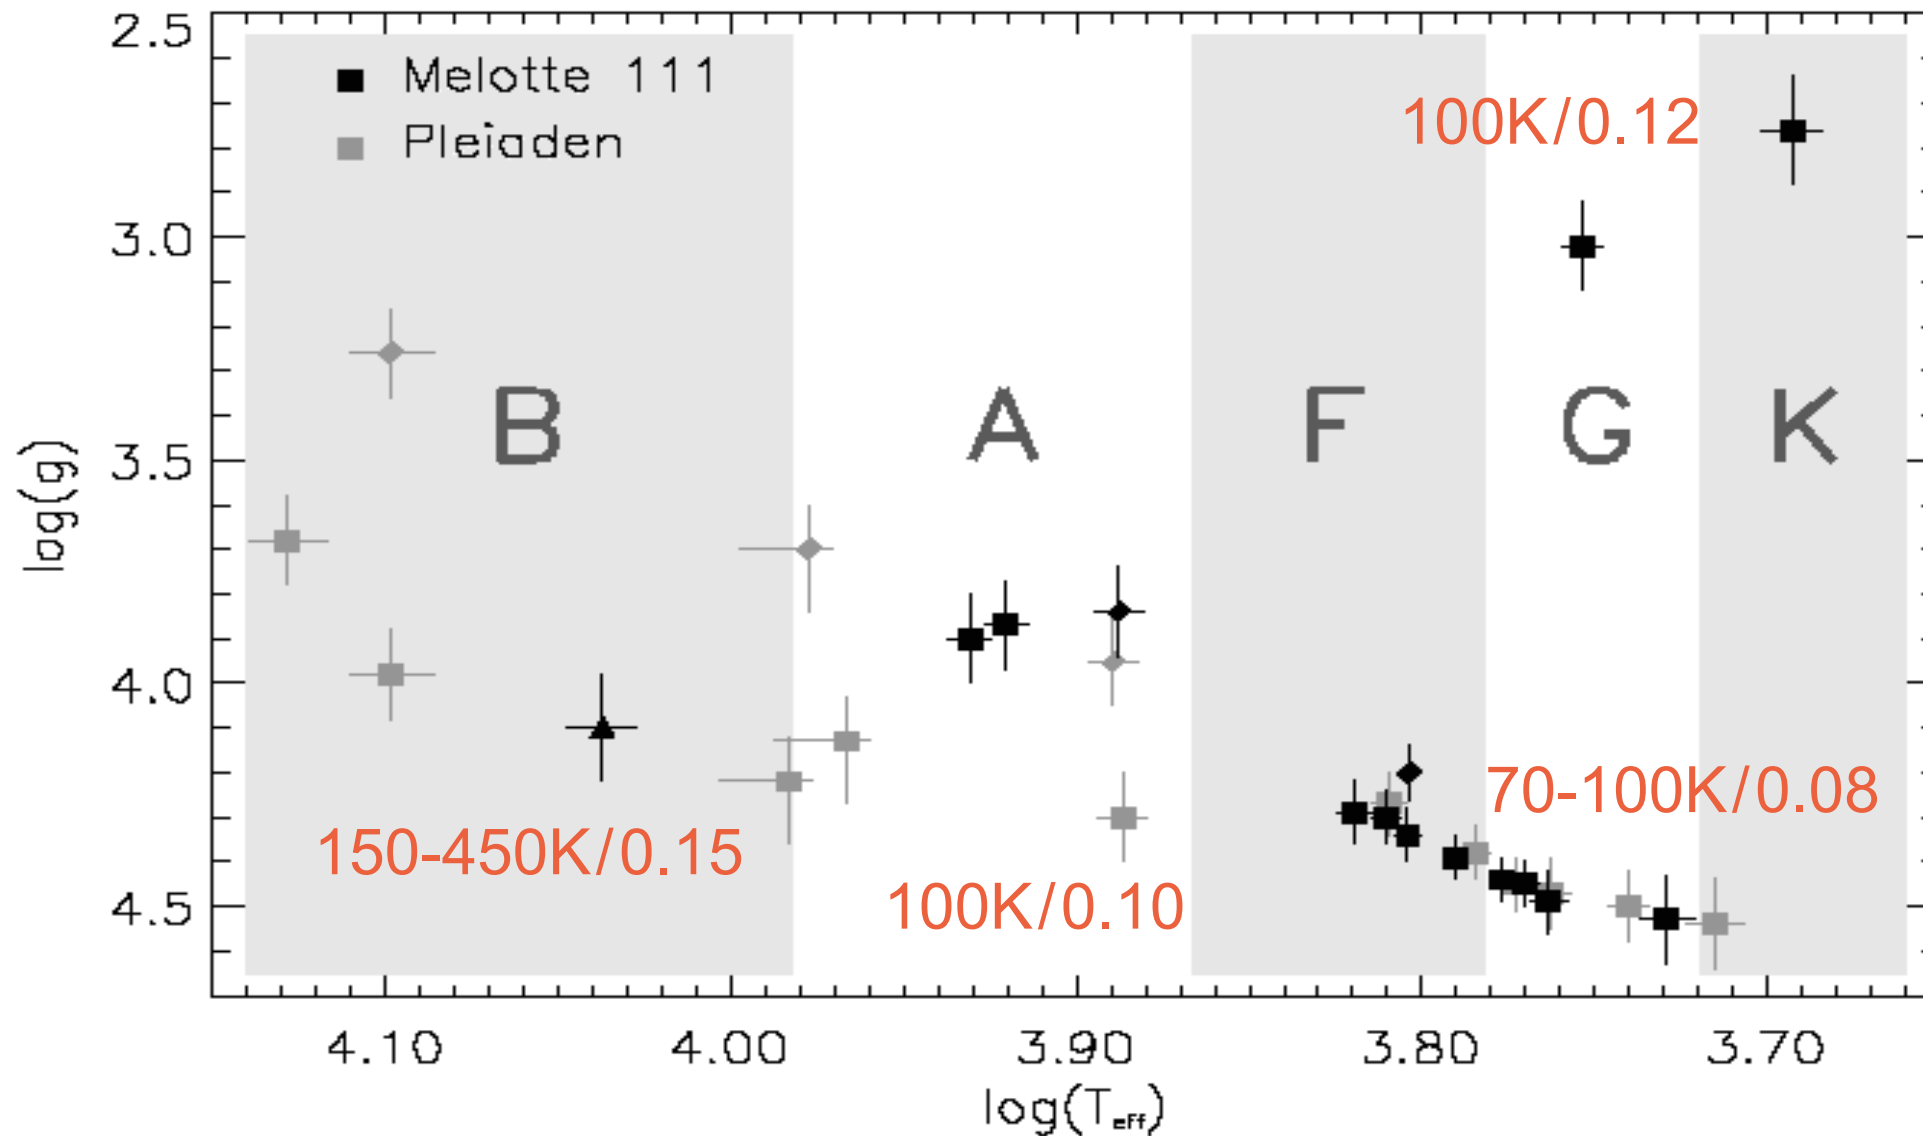 2.5
Melotte 111
Pleiaden
100K/0.12
3.0
B A F G K
3.5
log(g)
4.0
70-100K/0.08
150-450K/0.15
100K/0.10
4.5
4.10 4.00 3.90 3.80 3.70
log(Teff)